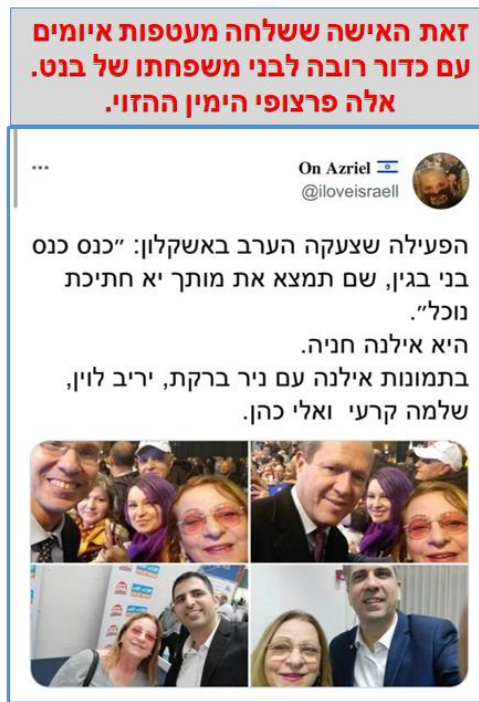 זאת האישה ששלחה מעטפות איומים
עם כדור רובה לבני משפחתו של בנט.
אלה פרצופי הימין ההזוי.
On Azriel 🇮🇱
@iloveisraell
הפעילה שצעקה הערב באשקלון: ״כנס כנס
בני בגין, שם תמצא את מותך יא חתיכת
נוכל״.
היא אילנה חניה.
בתמונות אילנה עם ניר ברקת, יריב לוין,
שלמה קרעי ואלי כהן.